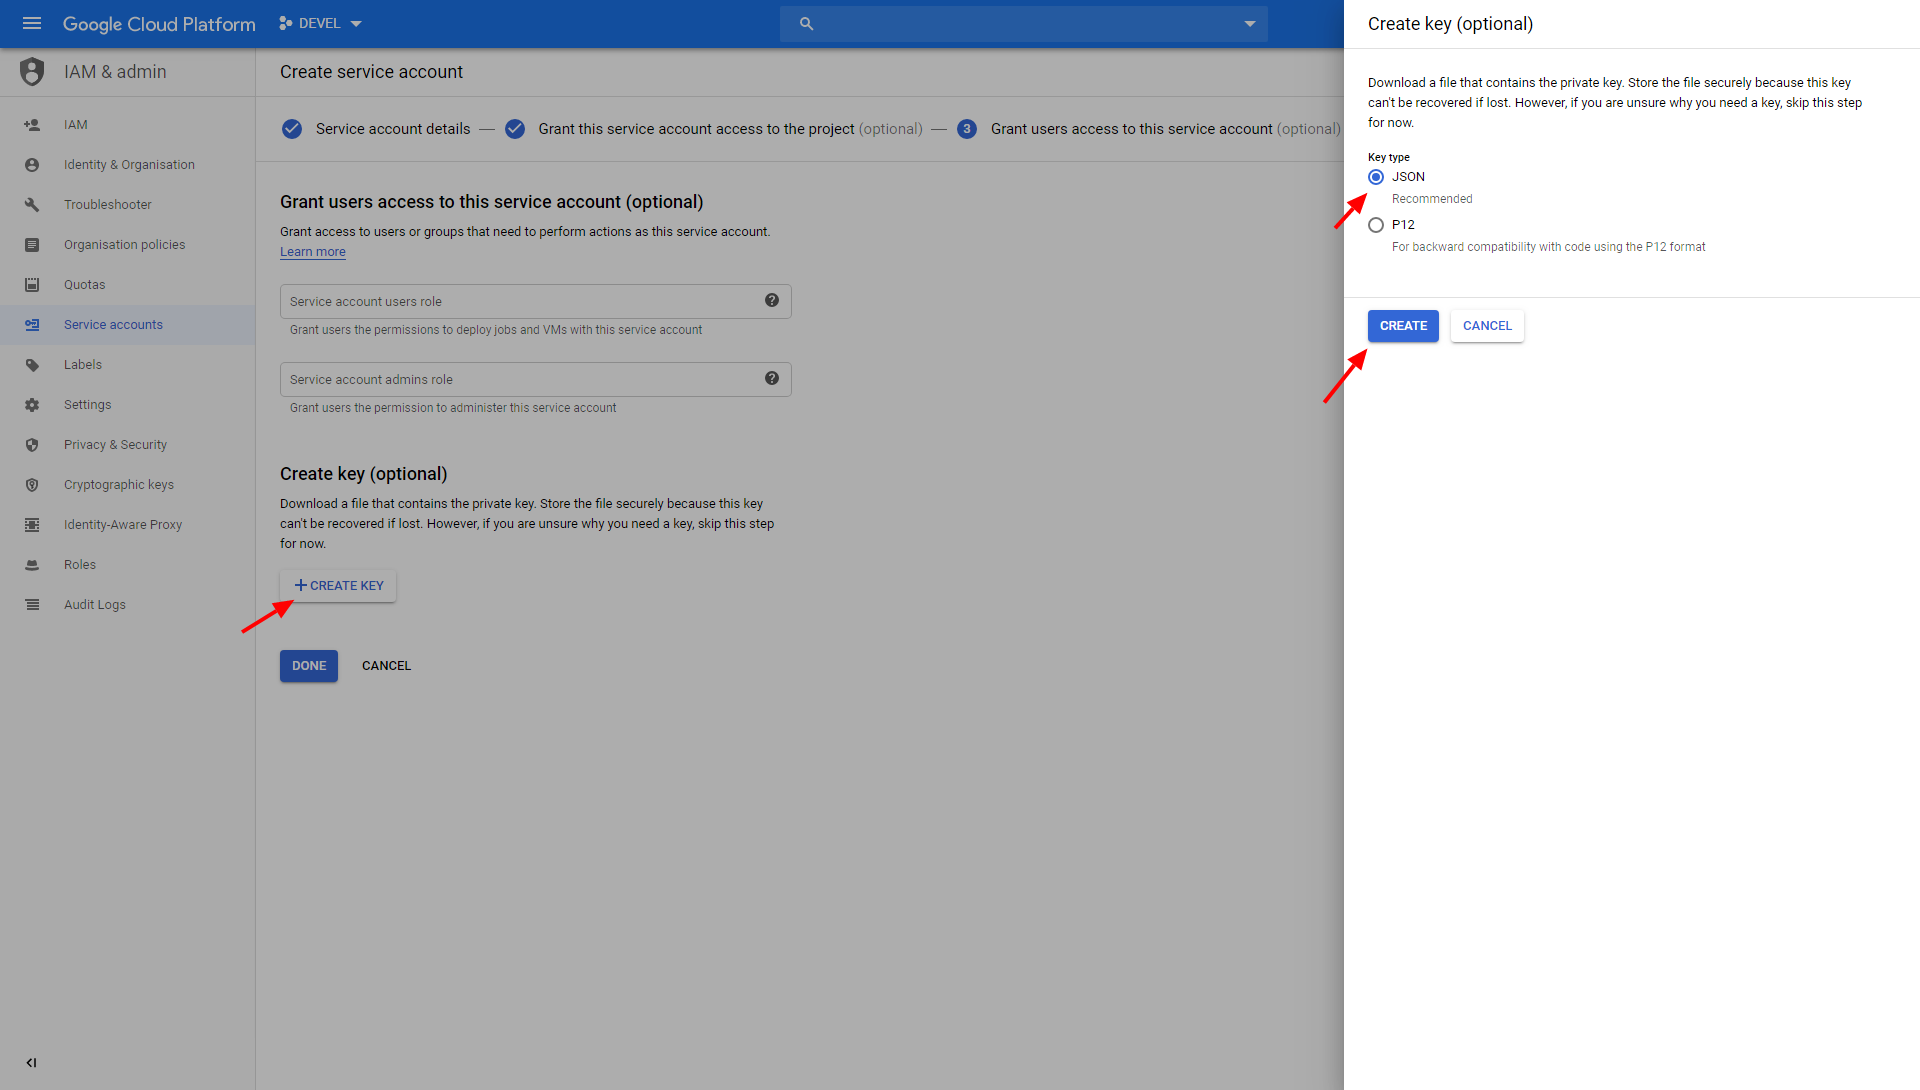 Google Cloud Platform
DEVEL
IAM & admin
IAM
Identity & Organisation
Troubleshooter
Organisation policies
Quotas
Service accounts
Labels
Settings
Privacy & Security
Cryptographic keys
Identity-Aware Proxy
Roles
Audit Logs
Create service account
Service account details — Grant this service account access to the project (optional) — 3 Grant users access to this service account (optional)
Grant users access to this service account (optional)
Grant access to users or groups that need to perform actions as this service account.
Learn more
Service account users role
Grant users the permissions to deploy jobs and VMs with this service account
Service account admins role
Grant users the permission to administer this service account
Create key (optional)
Download a file that contains the private key. Store the file securely because this key
can't be recovered if lost. However, if you are unsure why you need a key, skip this step
for now.
+ CREATE KEY
DONE CANCEL
Create key (optional)
Download a file that contains the private key. Store the file securely because this key
can't be recovered if lost. However, if you are unsure why you need a key, skip this step
for now.
Key type
JSON
Recommended
P12
For backward compatibility with code using the P12 format
CREATE CANCEL